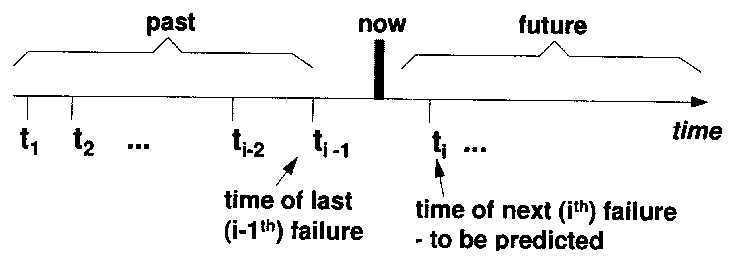 past now future
t1 t2 ... ti-2 ti-1 ti ...
time
time of last
(i-1th) failure
time of next (ith) failure
- to be predicted